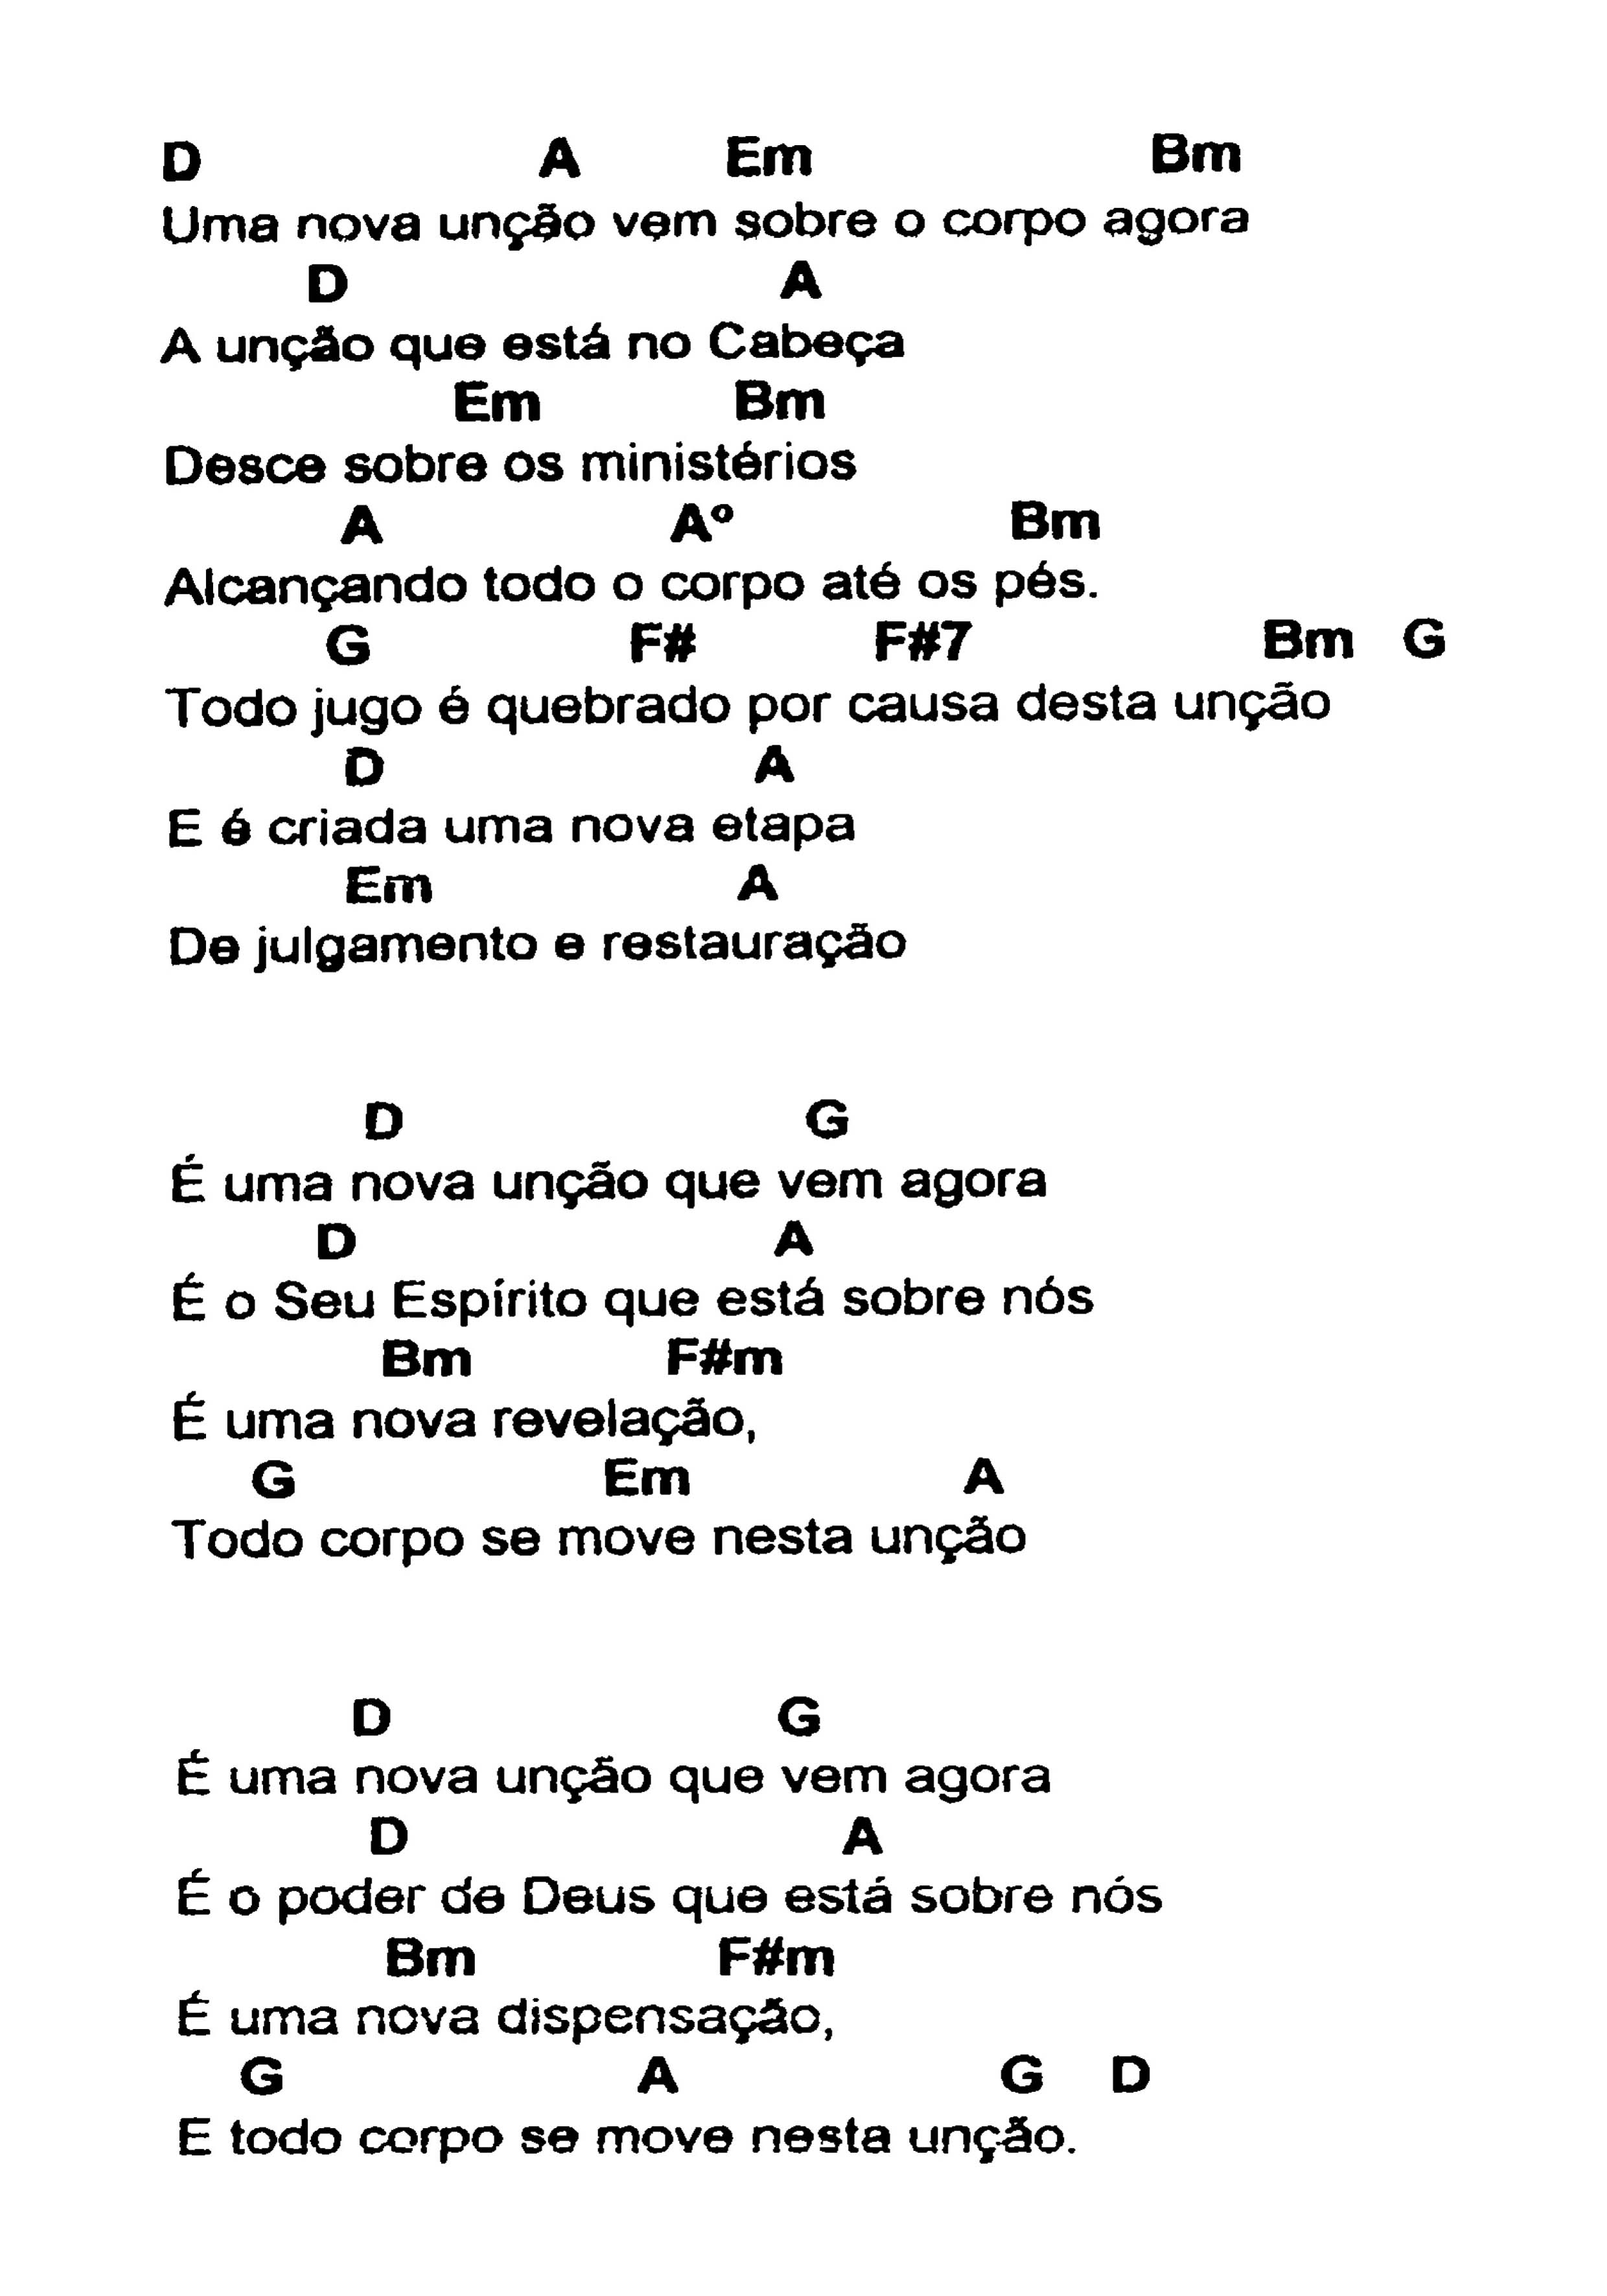 D A Em Bm
Uma nova unção vem sobre o corpo agora
D A
A unção que está no Cabeça
Em Bm
Desce sobre os ministérios
A Aº Bm
Alcançando todo o corpo até os pés.
G F# F#7 Bm G
Todo jugo é quebrado por causa desta unção
D A
E é criada uma nova etapa
Em A
De julgamento e restauração
D G
É uma nova unção que vem agora
D A
É o Seu Espírito que está sobre nós
Bm F#m
É uma nova revelação,
G Em A
Todo corpo se move nesta unção
D G
É uma nova unção que vem agora
D A
É o poder de Deus que está sobre nós
Bm F#m
É uma nova dispensação,
G A G D
E todo corpo se move nesta unção.